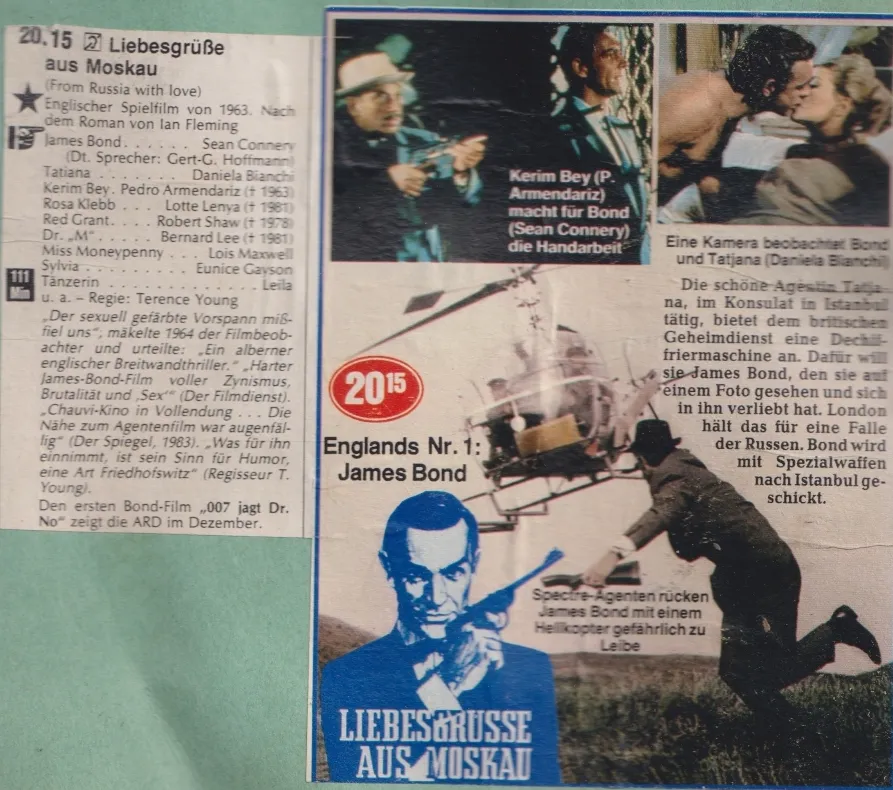 20.15 Liebesgrüße
aus Moskau
(From Russia with love)
Englischer Spielfilm von 1963. Nach
dem Roman von Ian Fleming
James Bond . . . . . . Sean Connery
(Dt. Sprecher: Gert-G. Hoffmann)
Tatiana . . . . . . . Daniela Bianchi
Kerim Bey . Pedro Armendariz († 1963)
Rosa Klebb . . . Lotte Lenya († 1981)
Red Grant. . . . Robert Shaw († 1978)
Dr. „M“ . . . . . Bernard Lee († 1981)
Miss Moneypenny . . . Lois Maxwell
Sylvia . . . . . . . . . Eunice Gayson
Tänzerin . . . . . . . . . . . . . Leila
111
Min
u. a. – Regie: Terence Young
„Der sexuell gefärbte Vorspann miß-
fiel uns“, mäkelte 1964 der Filmbeob-
achter und urteilte: „Ein alberner
englischer Breitwandthriller.“ „Harter
James-Bond-Film voller Zynismus,
Brutalität und ‚Sex‘“ (Der Filmdienst).
„Chauvi-Kino in Vollendung . . . Die
Nähe zum Agentenfilm war augenfäl-
lig“ (Der Spiegel, 1983). „Was für ihn
einnimmt, ist sein Sinn für Humor,
eine Art Friedhofswitz“ (Regisseur T.
Young).
Den ersten Bond-Film „007 jagt Dr.
No“ zeigt die ARD im Dezember.
Kerim Bey (P.
Armendariz)
macht für Bond
(Sean Connery)
die Handarbeit
Eine Kamera beobachtet Bond
und Tatjana (Daniela Bianchi)
Die schöne Agentin Tatja-
na, im Konsulat in Istanbul
tätig, bietet dem britischen
Geheimdienst eine Dechif-
friermaschine an. Dafür will
sie James Bond, den sie auf
einem Foto gesehen und sich
in ihn verliebt hat. London
hält das für eine Falle
der Russen. Bond wird
mit Spezialwaffen
nach Istanbul ge-
schickt.
20 15
Englands Nr. 1:
James Bond
Spectre-Agenten rücken
James Bond mit einem
Helikopter gefährlich zu
Leibe
LIEBESGRÜSSE
AUS MOSKAU